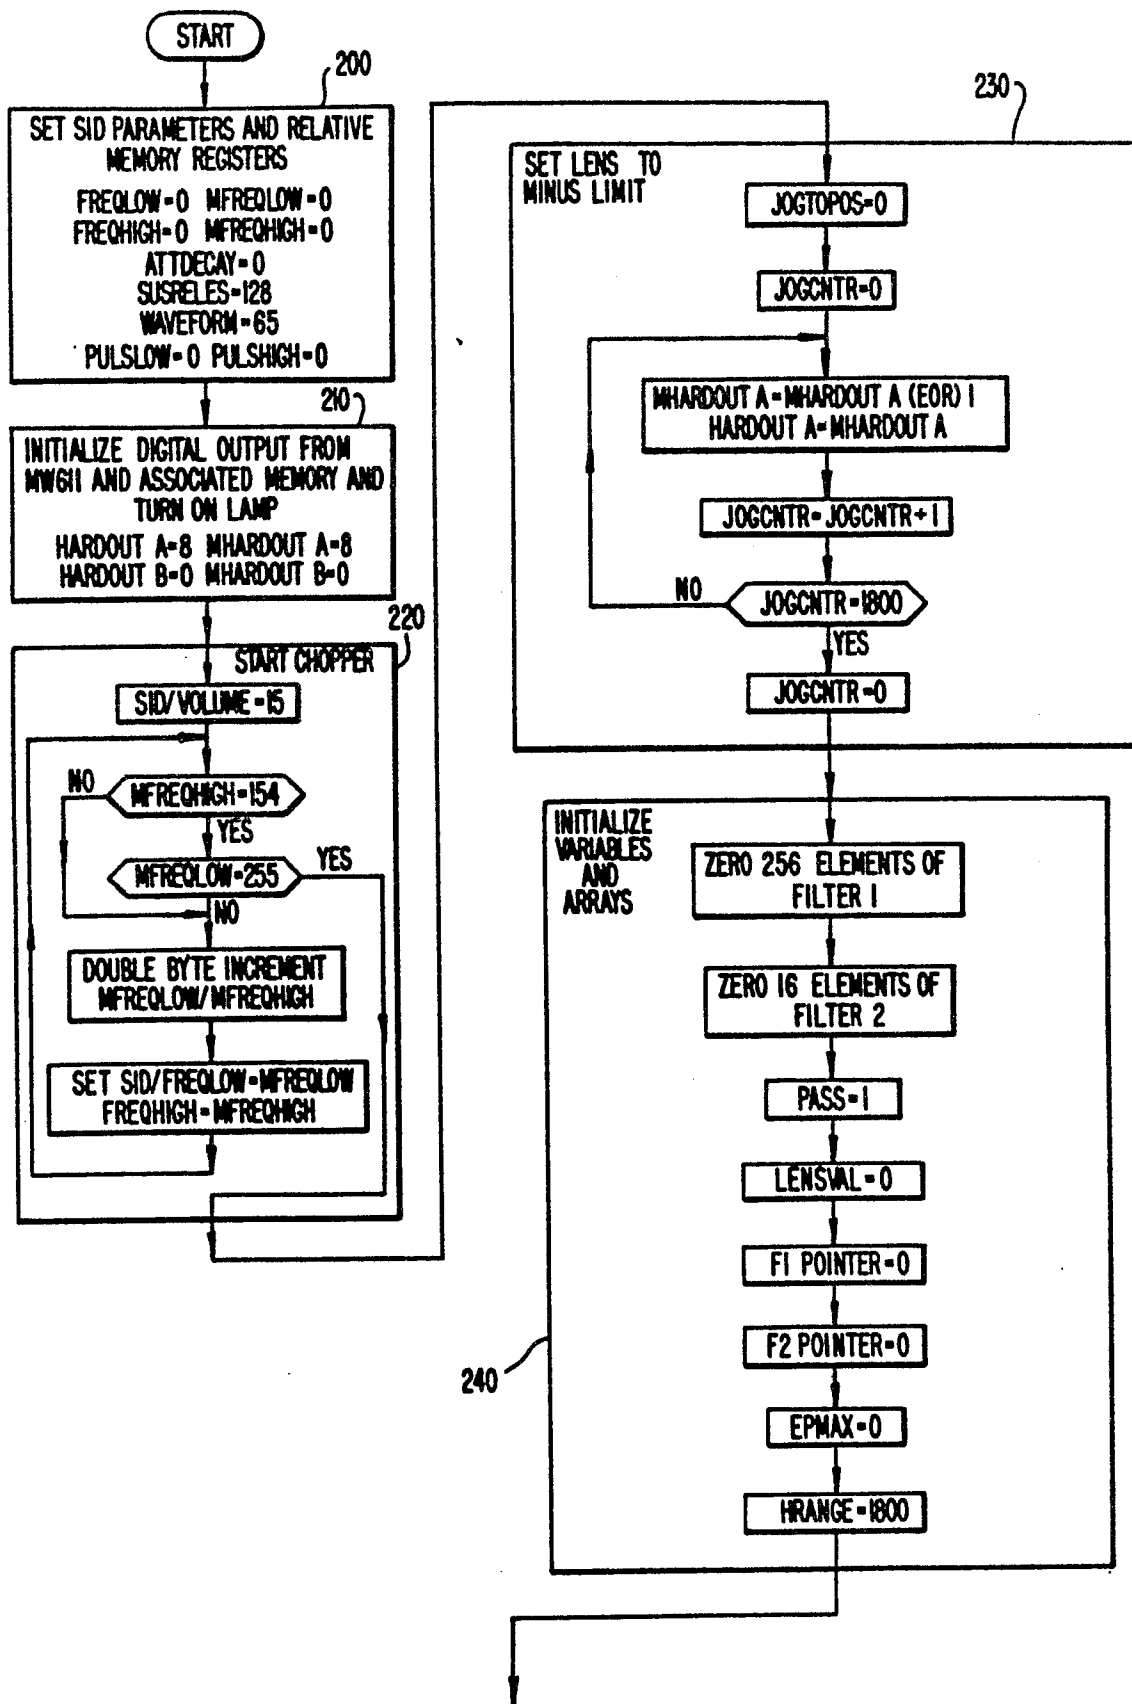 START
200
SET SID PARAMETERS AND RELATIVE
MEMORY REGISTERS
FREQLOW=0 MFREQLOW=0
FREQHIGH=0 MFREQHIGH=0
ATTDECAY=0
SUSRELES=128
WAVEFORM=65
PULSLOW=0 PULSHIGH=0
210
INITIALIZE DIGITAL OUTPUT FROM
MW611 AND ASSOCIATED MEMORY AND
TURN ON LAMP
HARDOUT A=8 MHARDOUT A=8
HARDOUT B=0 MHARDOUT B=0
220
START CHOPPER
SID/VOLUME=15
NO
MFREQHIGH=154
YES
MFREQLOW=255
YES
NO
DOUBLE BYTE INCREMENT
MFREQLOW/MFREQHIGH
SET SID/FREQLOW=MFREQLOW
FREQHIGH=MFREQHIGH
230
SET LENS TO
MINUS LIMIT
JOGTOPOS=0
JOGCNTR=0
MHARDOUT A=MHARDOUT A (EOR) 1
HARDOUT A=MHARDOUT A
JOGCNTR=JOGCNTR+1
NO
JOGCNTR=1800
YES
JOGCNTR=0
240
INITIALIZE
VARIABLES
AND
ARRAYS
ZERO 256 ELEMENTS OF
FILTER 1
ZERO 16 ELEMENTS OF
FILTER 2
PASS=1
LENSVAL=0
F1 POINTER=0
F2 POINTER=0
EPMAX=0
HRANGE=1800